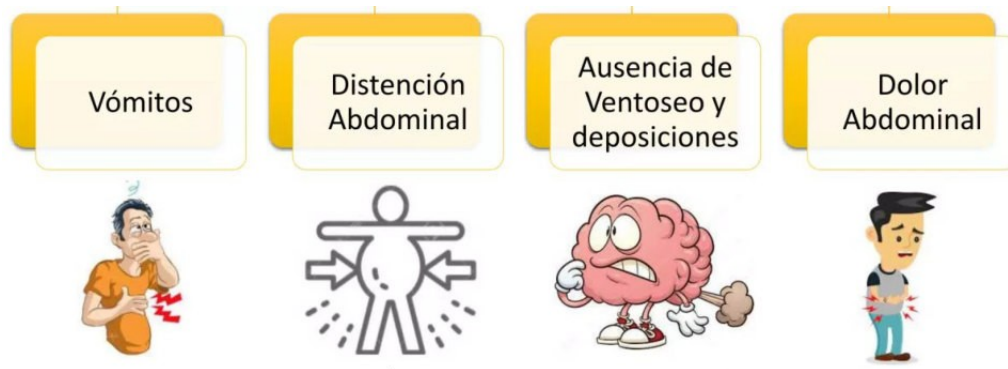 Vómitos
Distención
Abdominal
Ausencia de
Ventoseo y
deposiciones
Dolor
Abdominal